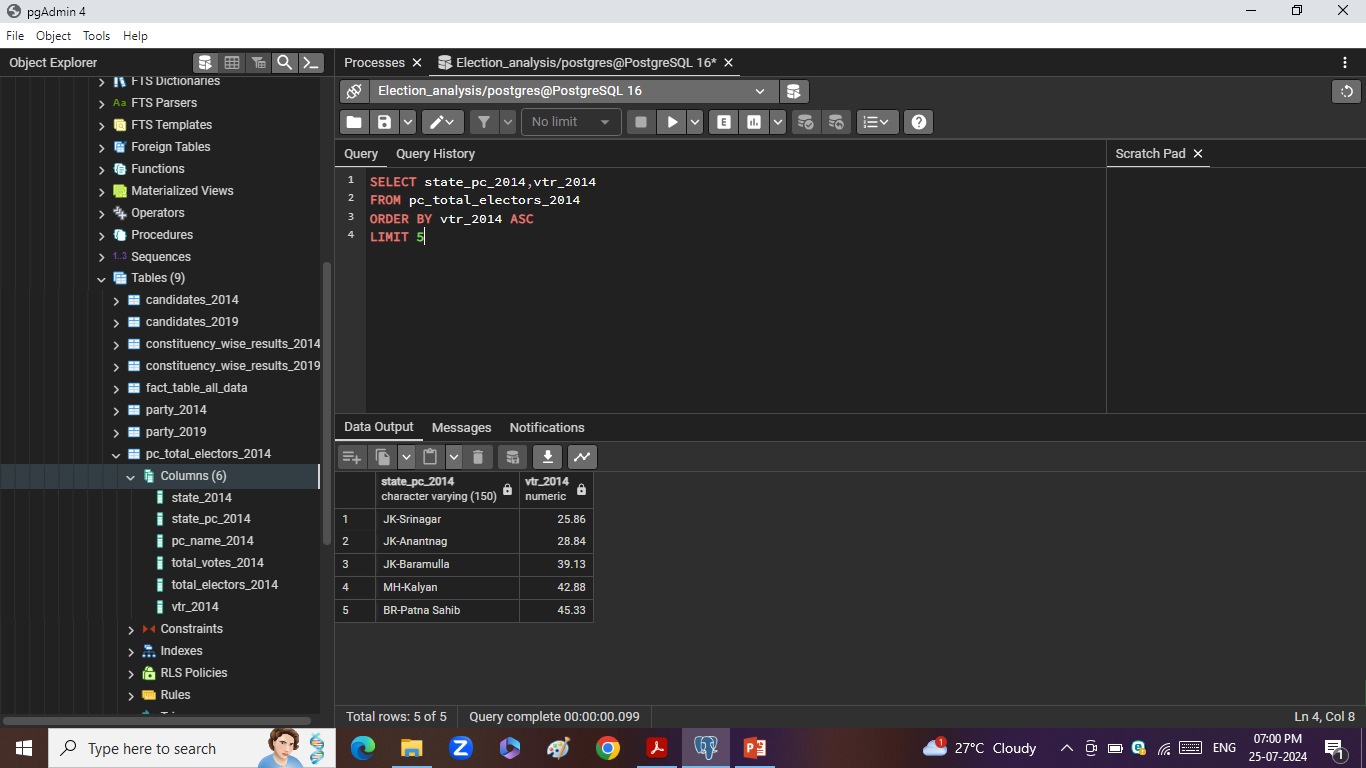 pgAdmin 4
File Object Tools Help
Object Explorer
Processes
Election_analysis/postgres@PostgreSQL 16*
FTS Dictionaries
Aa FTS Parsers
FTS Templates
Foreign Tables
Functions
Materialized Views
Operators
Procedures
1..3 Sequences
Tables (9)
candidates_2014
candidates_2019
constituency_wise_results_2014
constituency_wise_results_2019
fact_table_all_data
party_2014
party_2019
pc_total_electors_2014
Columns (6)
state_2014
state_pc_2014
pc_name_2014
total_votes_2014
total_electors_2014
vtr_2014
Constraints
Indexes
RLS Policies
Rules
Election_analysis/postgres@PostgreSQL 16
No limit
E
Query Query History
Scratch Pad
1 SELECT state_pc_2014,vtr_2014
2 FROM pc_total_electors_2014
3 ORDER BY vtr_2014 ASC
4 LIMIT 5
Data Output Messages Notifications
state_pc_2014 vtr_2014
character varying (150) numeric
1 JK-Srinagar 25.86
2 JK-Anantnag 28.84
3 JK-Baramulla 39.13
4 MH-Kalyan 42.88
5 BR-Patna Sahib 45.33
Total rows: 5 of 5 Query complete 00:00:00.099 Ln 4, Col 8
Type here to search
1
27°C Cloudy
ENG
07:00 PM
25-07-2024
1